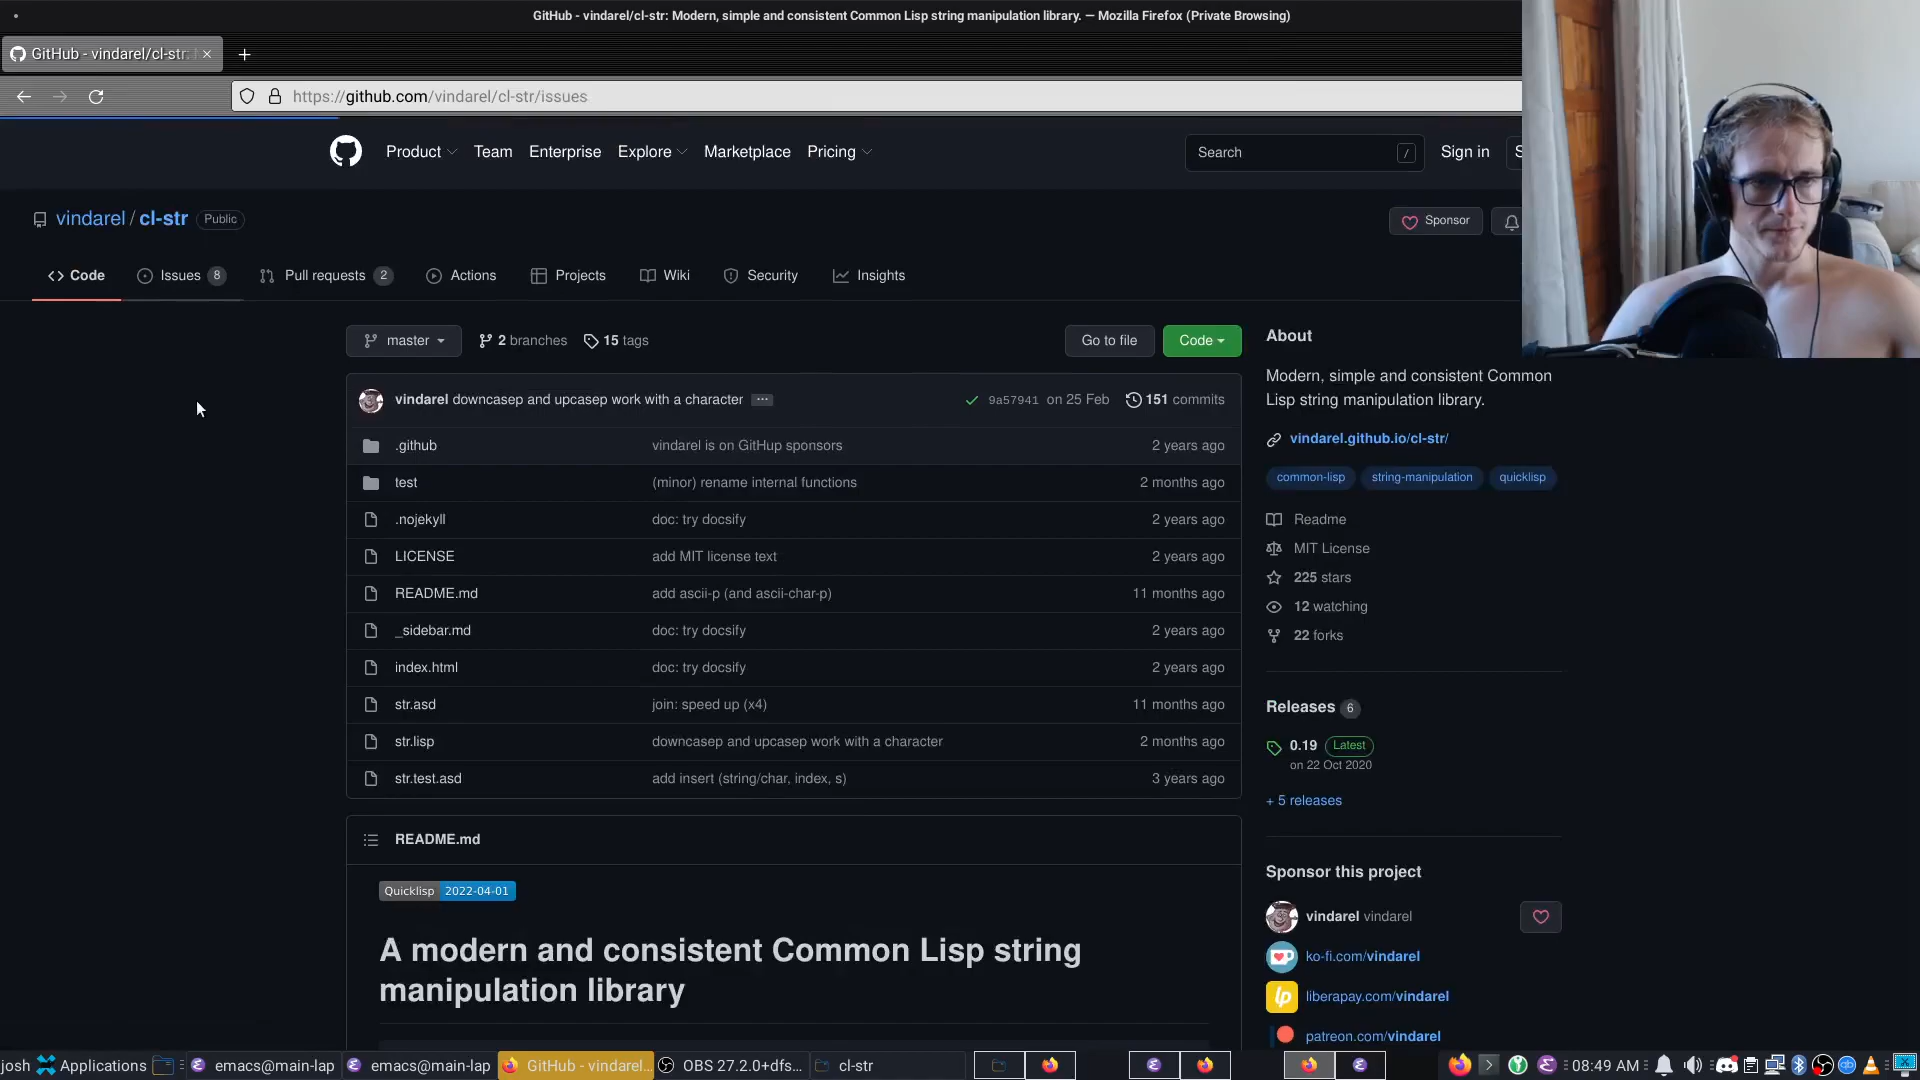 GitHub - vindarel/cl-str: Modern, simple and consistent Common Lisp string manipulation library. — Mozilla Firefox (Private Browsing)
GitHub - vindarel/cl-str:
https://github.com/vindarel/cl-str/issues
Product Team Enterprise Explore Marketplace Pricing
Search /
Sign in
vindarel / cl-str Public
Sponsor
Code
Issues 8
Pull requests 2
Actions
Projects
Wiki
Security
Insights
master
2 branches
15 tags
Go to file
Code
vindarel downcasep and upcasep work with a character ...
9a57941 on 25 Feb
151 commits
.github vindarel is on GitHup sponsors 2 years ago
test (minor) rename internal functions 2 months ago
.nojekyll doc: try docsify 2 years ago
LICENSE add MIT license text 2 years ago
README.md add ascii-p (and ascii-char-p) 11 months ago
_sidebar.md doc: try docsify 2 years ago
index.html doc: try docsify 2 years ago
str.asd join: speed up (x4) 11 months ago
str.lisp downcasep and upcasep work with a character 2 months ago
str.test.asd add insert (string/char, index, s) 3 years ago
README.md
Quicklisp 2022-04-01
A modern and consistent Common Lisp string
manipulation library
About
Modern, simple and consistent Common
Lisp string manipulation library.
vindarel.github.io/cl-str/
common-lisp string-manipulation quicklisp
Readme
MIT License
225 stars
12 watching
22 forks
Releases 6
0.19 Latest
on 22 Oct 2020
+ 5 releases
Sponsor this project
vindarel vindarel
ko-fi.com/vindarel
lp liberapay.com/vindarel
patreon.com/vindarel
josh Applications emacs@main-lap emacs@main-lap GitHub - vindarel... OBS 27.2.0+dfs... cl-str 08:49 AM